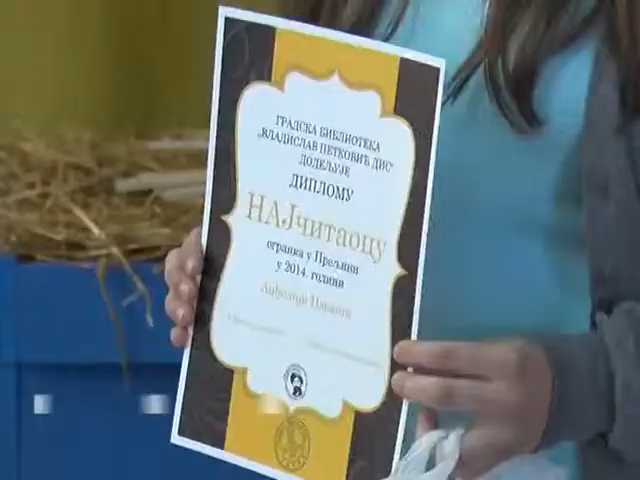 ГРАДСКА БИБЛИОТЕКА
„ВЛАДИСЛАВ ПЕТКОВИЋ ДИС“
ДОДЕЉУЈЕ
ДИПЛОМУ
НАЈчитаоцу
огранка у Прељини
у 2014. години